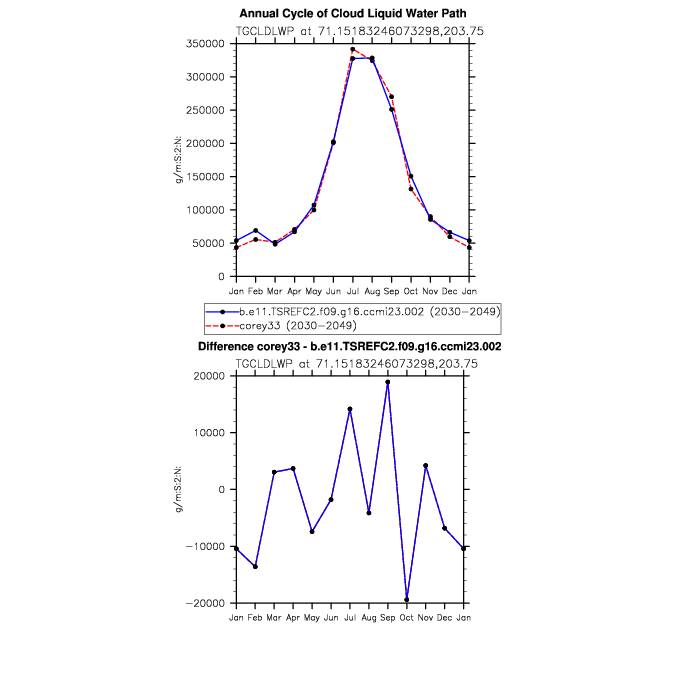 Annual Cycle of Cloud Liquid Water Path
TGCLDLWP at 71.15183246073298,203.75
350000
300000
250000
200000
150000
100000
50000
0
g/m:S:2:N:
Jan Feb Mar Apr May Jun Jul Aug Sep Oct Nov Dec Jan
b.e11.TSREFC2.f09.g16.ccmi23.002 (2030-2049)
corey33 (2030-2049)
Difference corey33 - b.e11.TSREFC2.f09.g16.ccmi23.002
TGCLDLWP at 71.15183246073298,203.75
20000
10000
0
-10000
-20000
g/m:S:2:N:
Jan Feb Mar Apr May Jun Jul Aug Sep Oct Nov Dec Jan